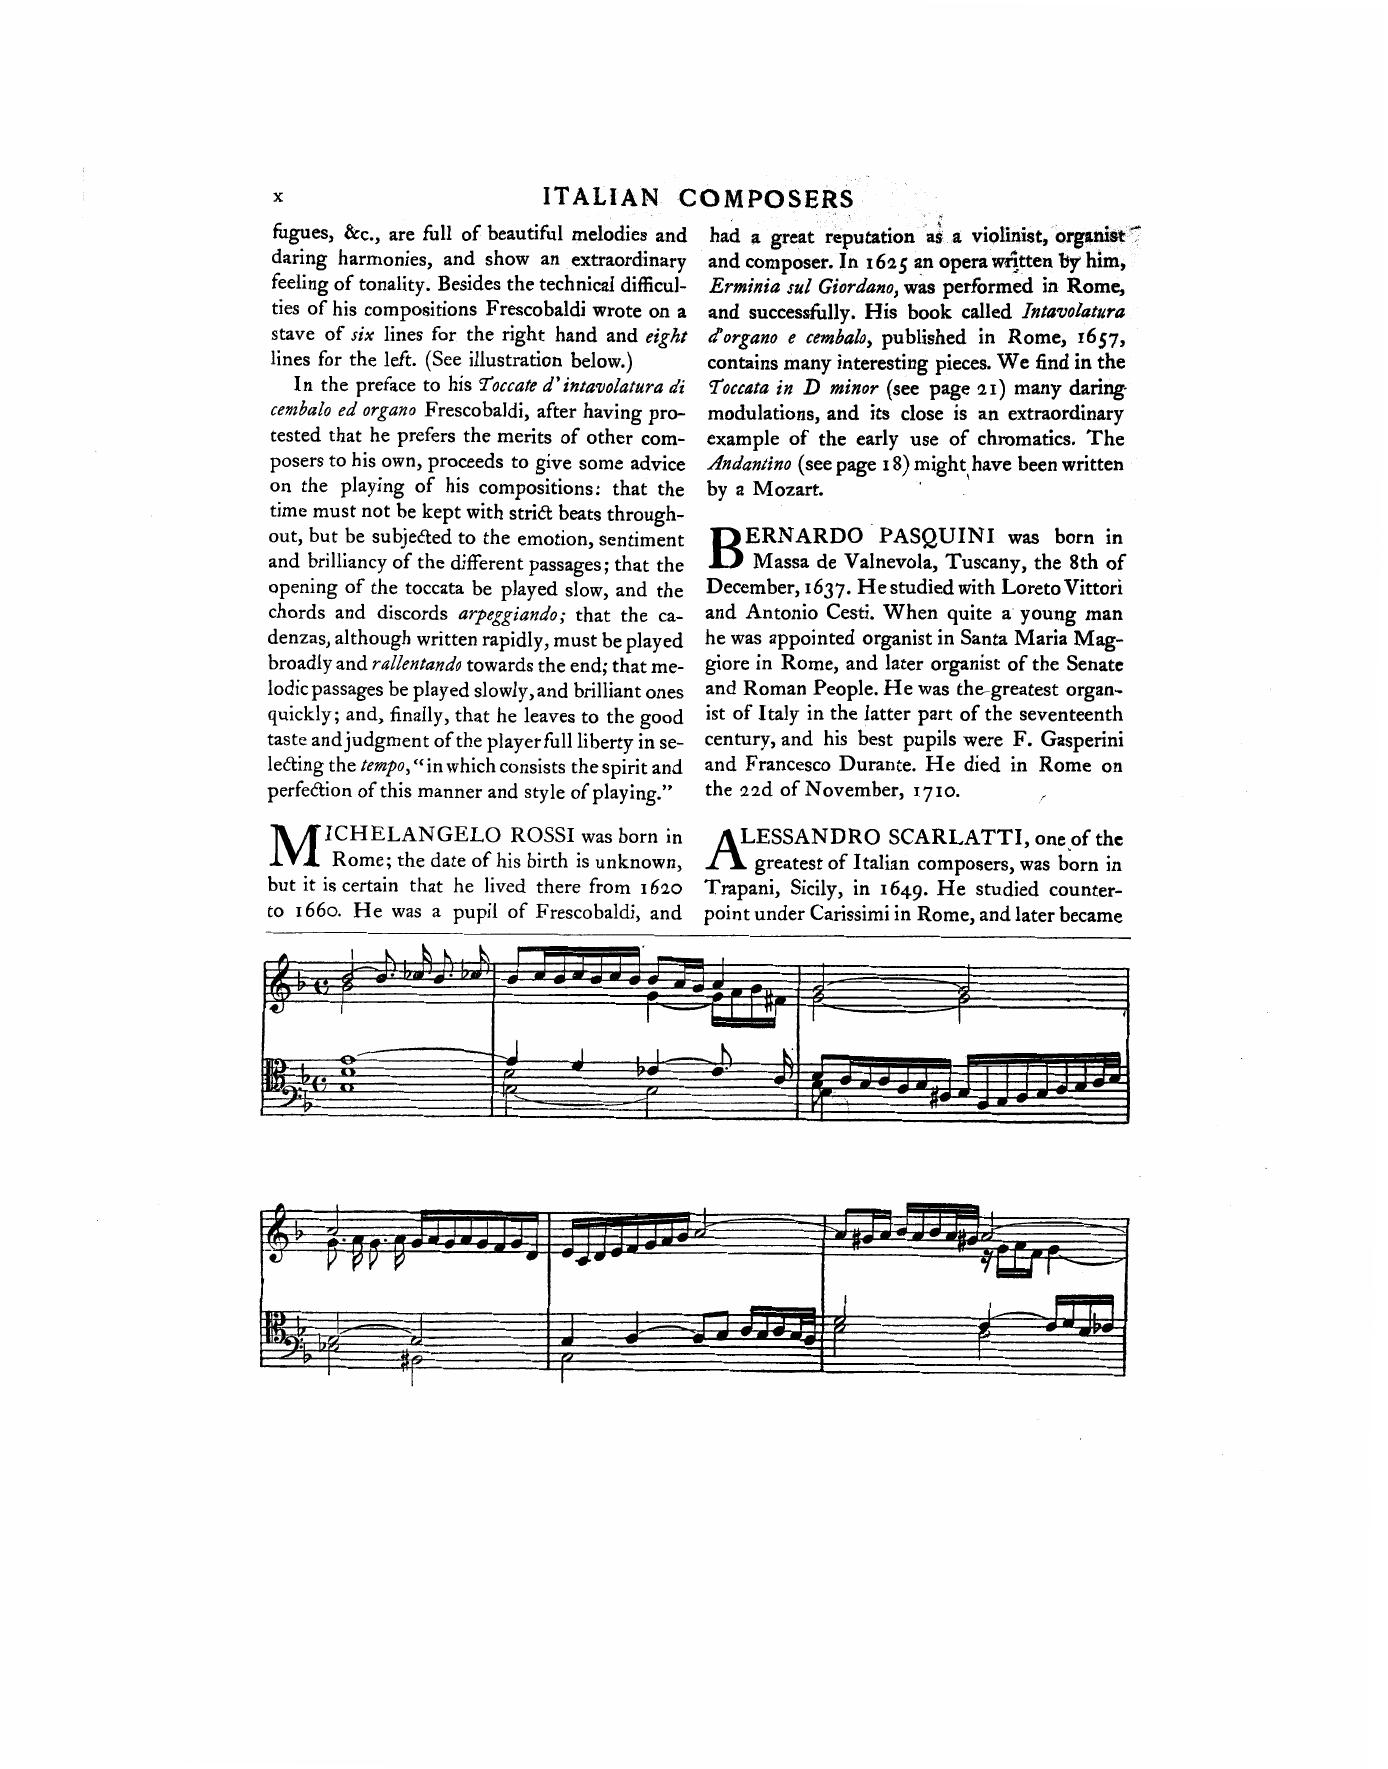 x
ITALIAN COMPOSERS
fugues, &c., are full of beautiful melodies and
daring harmonies, and show an extraordinary
feeling of tonality. Besides the technical difficul-
ties of his compositions Frescobaldi wrote on a
stave of six lines for the right hand and eight
lines for the left. (See illustration below.)
In the preface to his Toccate d'intavolatura di
cembalo ed organo Frescobaldi, after having pro-
tested that he prefers the merits of other com-
posers to his own, proceeds to give some advice
on the playing of his compositions: that the
time must not be kept with strict beats through-
out, but be subjected to the emotion, sentiment
and brilliancy of the different passages; that the
opening of the toccata be played slow, and the
chords and discords arpeggiando; that the ca-
denzas, although written rapidly, must be played
broadly and rallentando towards the end; that me-
lodic passages be played slowly, and brilliant ones
quickly; and, finally, that he leaves to the good
taste and judgment of the player full liberty in se-
lecting the tempo, "in which consists the spirit and
perfection of this manner and style of playing."
MICHELANGELO ROSSI was born in
Rome; the date of his birth is unknown,
but it is certain that he lived there from 1620
to 1660. He was a pupil of Frescobaldi, and
had a great reputation as a violinist, organist
and composer. In 1625 an opera written by him,
Erminia sul Giordano, was performed in Rome,
and successfully. His book called Intavolatura
d'organo e cembalo, published in Rome, 1657,
contains many interesting pieces. We find in the
Toccata in D minor (see page 21) many daring
modulations, and its close is an extraordinary
example of the early use of chromatics. The
Andantino (see page 18) might have been written
by a Mozart.
BERNARDO PASQUINI was born in
Massa de Valnevola, Tuscany, the 8th of
December, 1637. He studied with Loreto Vittori
and Antonio Cesti. When quite a young man
he was appointed organist in Santa Maria Mag-
giore in Rome, and later organist of the Senate
and Roman People. He was the greatest organ-
ist of Italy in the latter part of the seventeenth
century, and his best pupils were F. Gasperini
and Francesco Durante. He died in Rome on
the 22d of November, 1710.
ALESSANDRO SCARLATTI, one of the
greatest of Italian composers, was born in
Trapani, Sicily, in 1649. He studied counter-
point under Carissimi in Rome, and later became